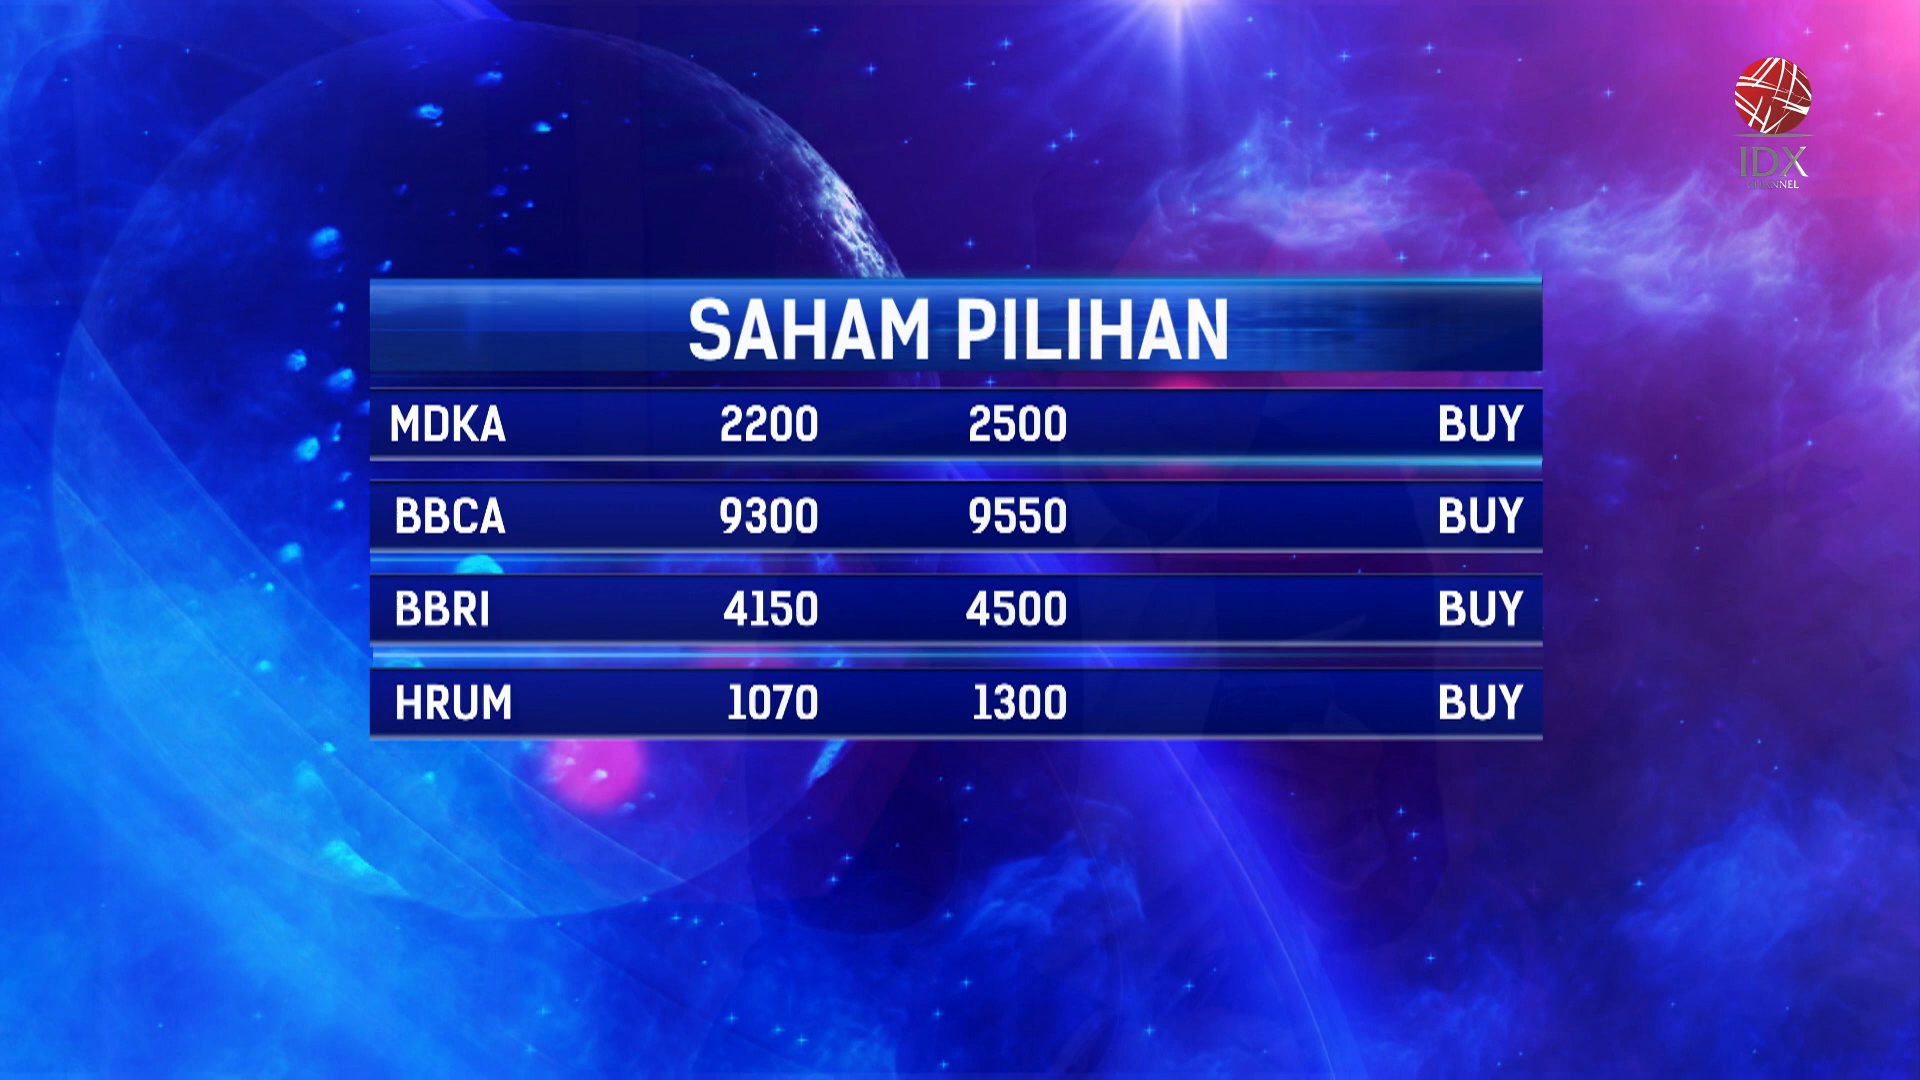 IDX
CHANNEL
SAHAM PILIHAN
MDKA 2200 2500 BUY
BBCA 9300 9550 BUY
BBRI 4150 4500 BUY
HRUM 1070 1300 BUY